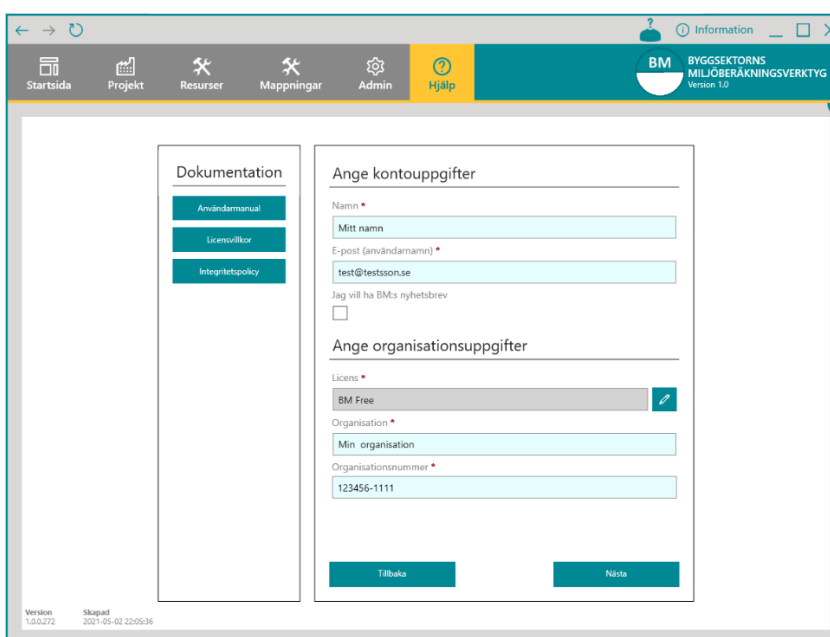 ?
Information
Startsida
Projekt
Resurser
Mappningar
Admin
Hjälp
BM
BYGGSEKTORNS
MILJÖBERÄKNINGSVERKTYG
Version 1.0
Dokumentation
Användarmanual
Licensvillkor
Integritetspolicy
Ange kontouppgifter
Namn *
Mitt namn
E-post (användarnamn) *
test@testsson.se
Jag vill ha BM:s nyhetsbrev
Ange organisationsuppgifter
Licens *
BM Free
Organisation *
Min organisation
Organisationsnummer *
123456-1111
Tillbaka
Nästa
Version
1.0.0.272
Skapad
2021-05-02 22:05:36